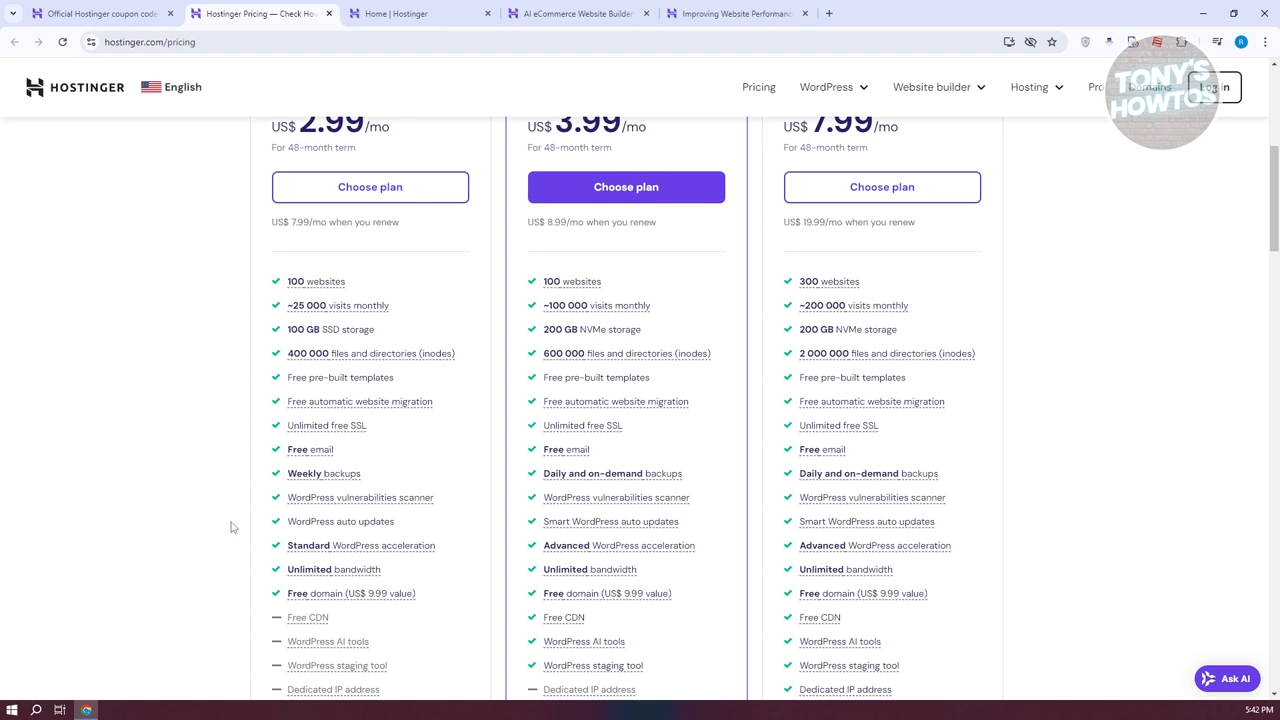 Official Hostinger coupon code
Hostinger Pricing — Check Ho
Home | Hostinger
AI eCommerce Website Builder
Improving Website Performanc
hostinger.com/pricing
R
HOSTINGER
English
Pricing
WordPress
Website builder
Hosting
Pro
Domains
Log in
TONY'S
HOWTOS
US$ 2.99/mo
For 48-month term
Choose plan
US$ 7.99/mo when you renew
100 websites
~25 000 visits monthly
100 GB SSD storage
400 000 files and directories (inodes)
Free pre-built templates
Free automatic website migration
Unlimited free SSL
Free email
Weekly backups
WordPress vulnerabilities scanner
WordPress auto updates
Standard WordPress acceleration
Unlimited bandwidth
Free domain (US$ 9.99 value)
Free CDN
WordPress AI tools
WordPress staging tool
Dedicated IP address
US$ 3.99/mo
For 48-month term
Choose plan
US$ 8.99/mo when you renew
100 websites
~100 000 visits monthly
200 GB NVMe storage
600 000 files and directories (inodes)
Free pre-built templates
Free automatic website migration
Unlimited free SSL
Free email
Daily and on-demand backups
WordPress vulnerabilities scanner
Smart WordPress auto updates
Advanced WordPress acceleration
Unlimited bandwidth
Free domain (US$ 9.99 value)
Free CDN
WordPress AI tools
WordPress staging tool
Dedicated IP address
US$ 7.99/mo
For 48-month term
Choose plan
US$ 19.99/mo when you renew
300 websites
~200 000 visits monthly
200 GB NVMe storage
2 000 000 files and directories (inodes)
Free pre-built templates
Free automatic website migration
Unlimited free SSL
Free email
Daily and on-demand backups
WordPress vulnerabilities scanner
Smart WordPress auto updates
Advanced WordPress acceleration
Unlimited bandwidth
Free domain (US$ 9.99 value)
Free CDN
WordPress AI tools
WordPress staging tool
Dedicated IP address
Ask AI
5:42 PM